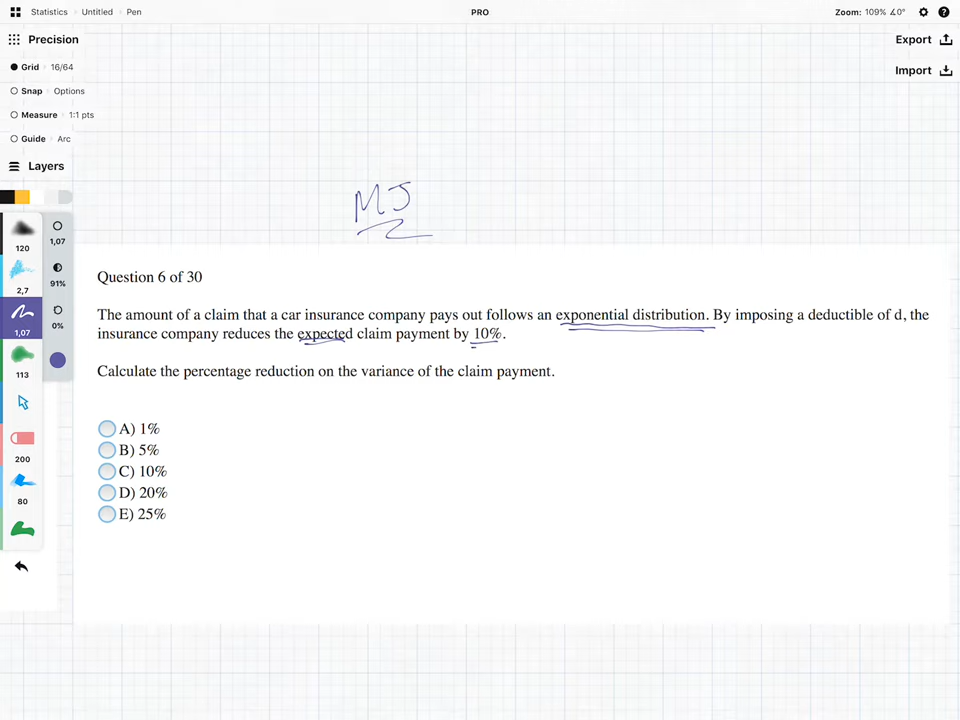 Statistics › Untitled › Pen
PRO
Zoom: 109% ∡0°
Precision
Export
Grid › 16/64
Import
Snap › Options
Measure › 1:1 pts
Guide › Arc
Layers
120
1,07
2,7
91%
1,07
0%
113
200
80
MJ
Question 6 of 30
The amount of a claim that a car insurance company pays out follows an exponential distribution. By imposing a deductible of d, the
insurance company reduces the expected claim payment by 10%.
Calculate the percentage reduction on the variance of the claim payment.
A) 1%
B) 5%
C) 10%
D) 20%
E) 25%